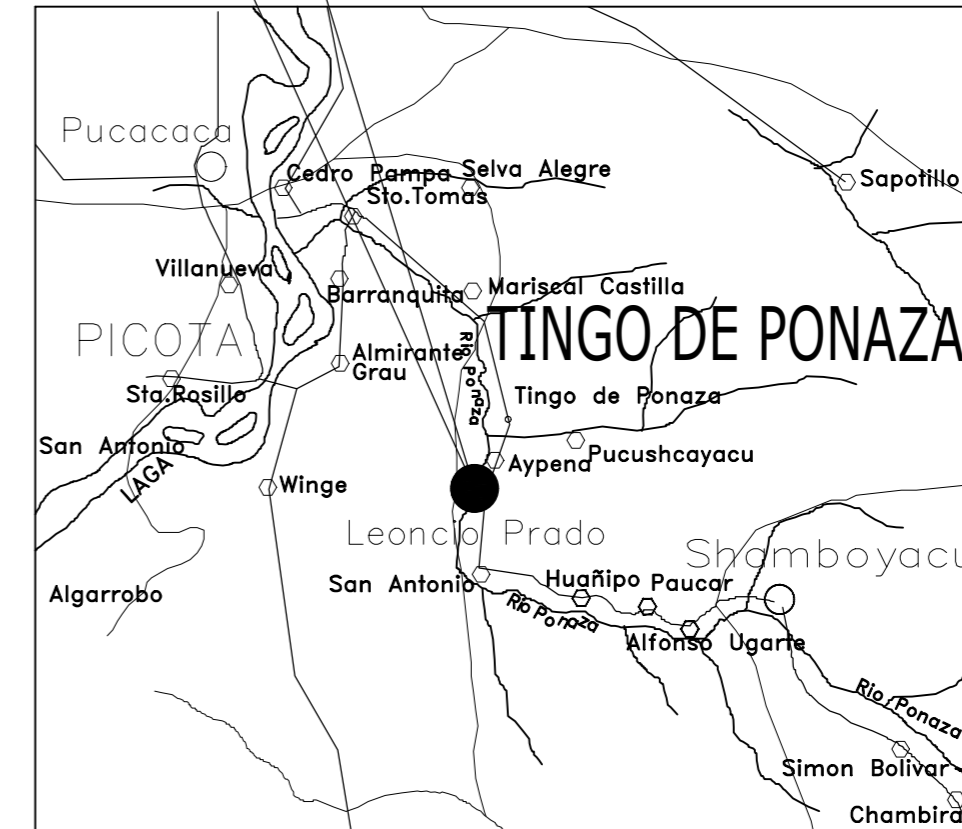 Pucacaca
Cedro Pampa
Selva Alegre
Sapotillo
Sto.Tomas
Villanueva
Barranquita
Mariscal Castilla
PICOTA
TINGO DE PONAZA
Almirante
Grau
Rio Ponaza
Sta.Rosillo
Tingo de Ponaza
San Antonio
LAGA
Aypena
Pucushcayacu
Winge
Leoncio Prado
Shamboyacu
San Antonio
Huañipo
Paucar
Algarrobo
Rio Ponaza
Alfonso Ugarte
Rio Ponaza
Simon Bolivar
Chambira